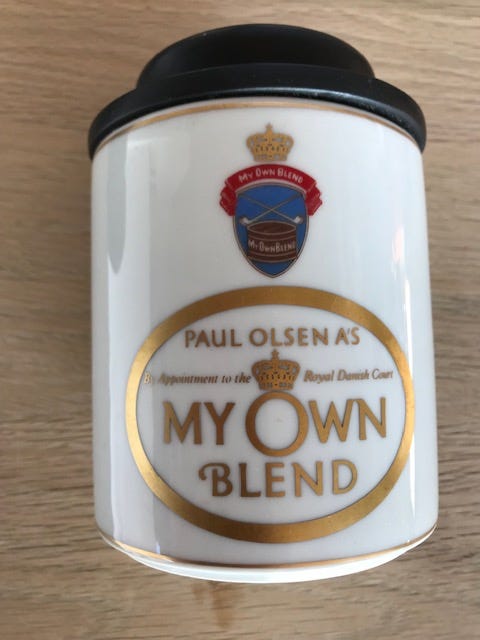 MY OWN BLEND
MY OWN BLEND
PAUL OLSEN A'S
By Appointment to the Royal Danish Court
MY OWN
BLEND